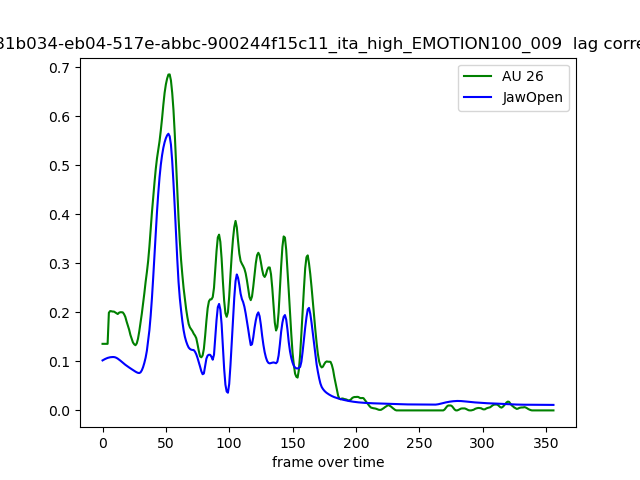 31b034-eb04-517e-abbc-900244f15c11_ita_high_EMOTION100_009 lag corre
AU 26
JawOpen
0.7
0.6
0.5
0.4
0.3
0.2
0.1
0.0
0 50 100 150 200 250 300 350
frame over time